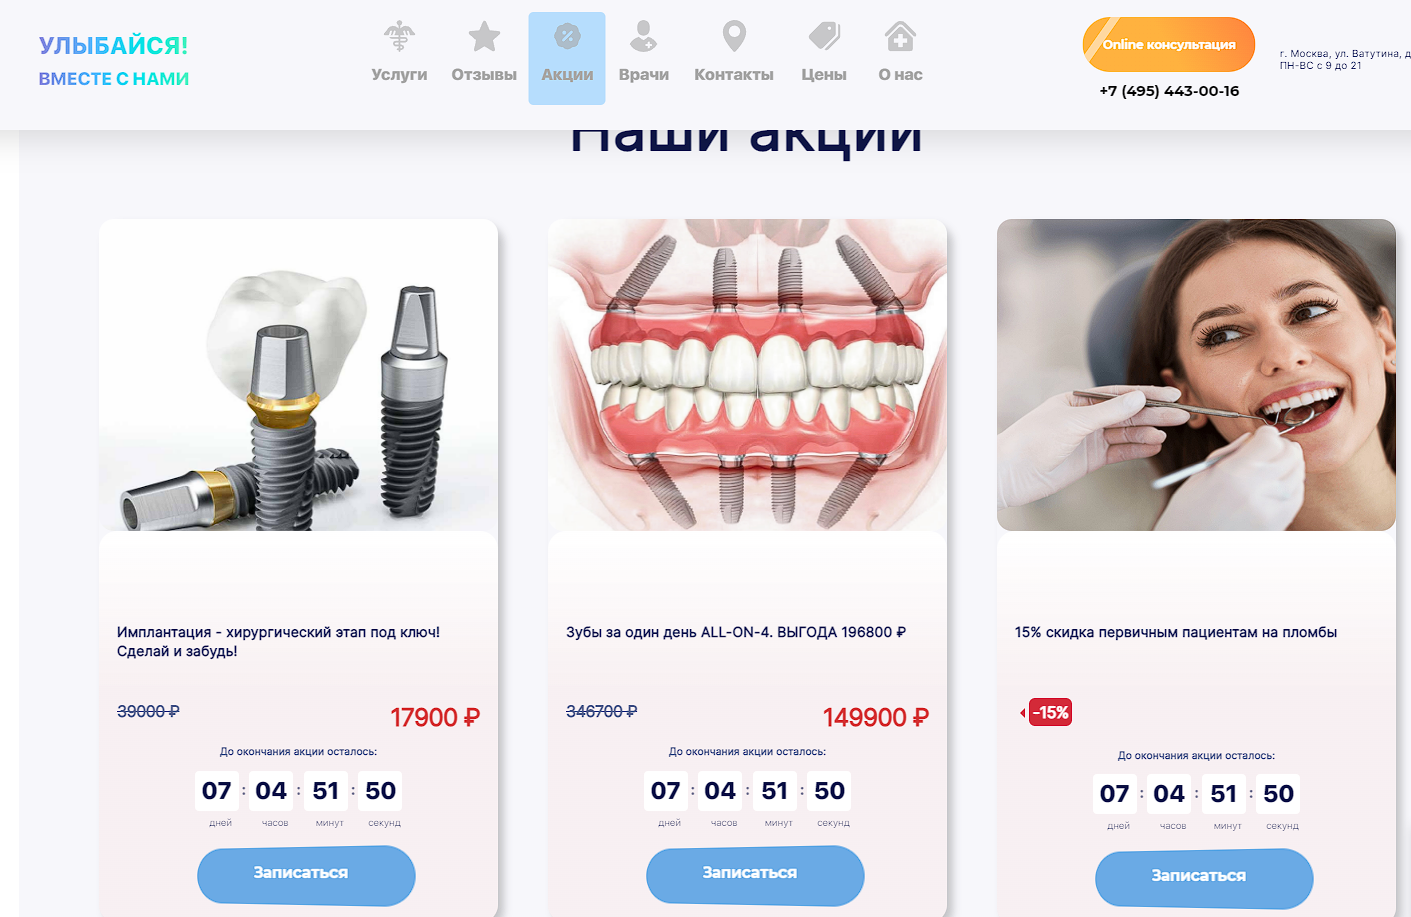 УЛЫБАЙСЯ!
ВМЕСТЕ С НАМИ
Услуги
Отзывы
Акции
Врачи
Контакты
Цены
О нас
Online консультация
+7 (495) 443-00-16
г. Москва, ул. Ватутина, д
ПН-ВС с 9 до 21
Наши акции
Имплантация - хирургический этап под ключ!
Сделай и забудь!
39000 ₽
17900 ₽
До окончания акции осталось:
07 : 04 : 51 : 50
дней часов минут секунд
Записаться
Зубы за один день ALL-ON-4. ВЫГОДА 196800 ₽
346700 ₽
149900 ₽
До окончания акции осталось:
07 : 04 : 51 : 50
дней часов минут секунд
Записаться
15% скидка первичным пациентам на пломбы
-15%
До окончания акции осталось:
07 : 04 : 51 : 50
дней часов минут секунд
Записаться